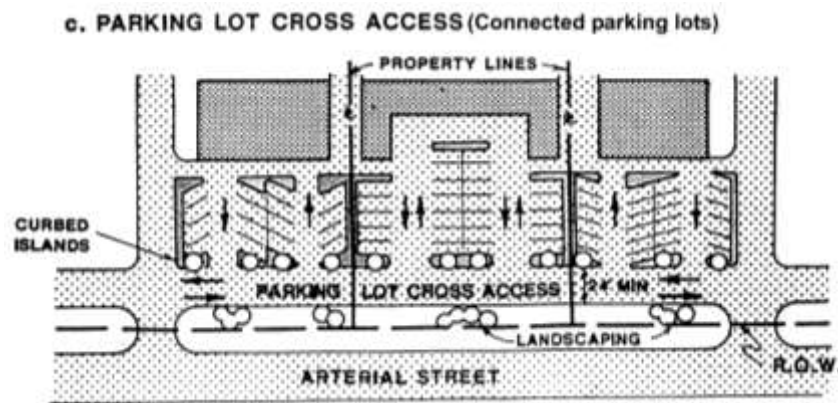 c. PARKING LOT CROSS ACCESS (Connected parking lots)
PROPERTY LINES
CURBED
ISLANDS
PARKING LOT CROSS ACCESS
24' MIN
LANDSCAPING
R.O.W.
ARTERIAL STREET